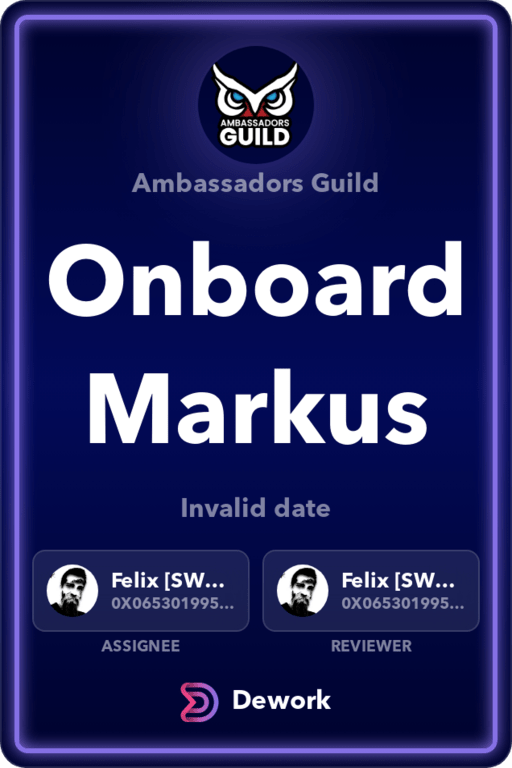 AMBASSADORS
GUILD
Ambassadors Guild
Onboard
Markus
Invalid date
Felix [SW...
0X065301995...
ASSIGNEE
Felix [SW...
0X065301995...
REVIEWER
Dework